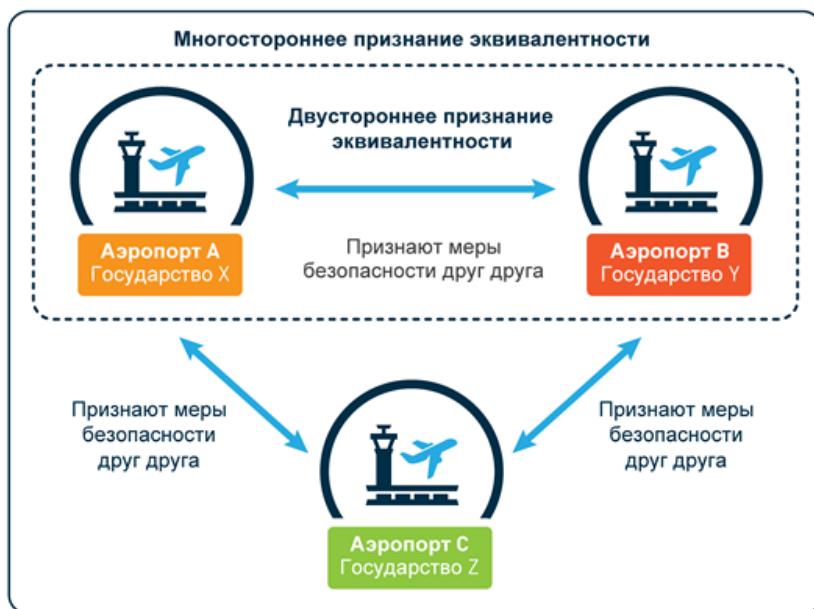 Многостороннее признание эквивалентности
Двустороннее признание
эквивалентности
Признают меры
безопасности друг друга
Аэропорт А
Государство X
Аэропорт В
Государство Y
Признают меры
безопасности
друг друга
Признают меры
безопасности
друг друга
Аэропорт С
Государство Z